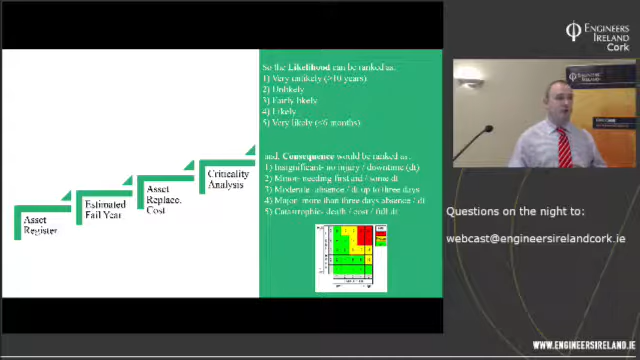 Asset
Register
Estimated
Fail Year
Asset
Replace.
Cost
Criticality
Analysis
So the Likelihood can be ranked as:
1) Very unlikely (>10 years)
2) Unlikely
3) Early likely
4) Likely
5) Very likely (<6 months)
and Consequence would be ranked as:
1) Insignificant- no injury / downtime (dt)
2) Minor- needing first aid / some dt
3) Moderate- absence / dt up to three days
4) Major- more than three days absence / dt
5) Catastrophic- death / cost / full dt
ENGINEERS
IRELAND
Cork
Questions on the night to:
webcast@engineersirelandcork.ie
WWW.ENGINEERSIRELAND.IE